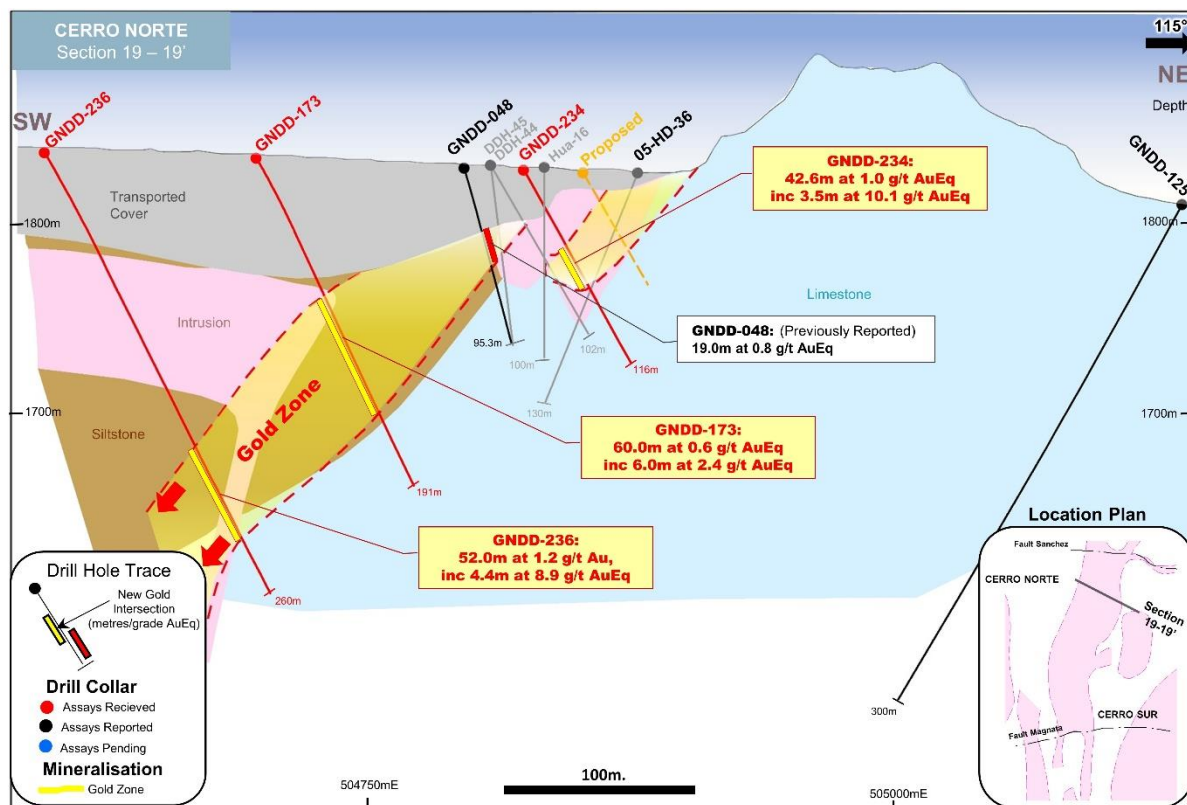 CERRO NORTE
Section 19 – 19'
115°
NE
Depth
SW
GNDD-236
GNDD-173
GNDD-048
DDH-45
DDH-44
GNDD-234
Hua-16
Proposed
05-HD-36
GNDD-125
Transported
Cover
1800m
1800m
GNDD-234:
42.6m at 1.0 g/t AuEq
inc 3.5m at 10.1 g/t AuEq
Limestone
Intrusion
GNDD-048: (Previously Reported)
19.0m at 0.8 g/t AuEq
95.3m
100m
102m
116m
130m
1700m
1700m
Siltstone
Gold Zone
GNDD-173:
60.0m at 0.6 g/t AuEq
inc 6.0m at 2.4 g/t AuEq
191m
GNDD-236:
52.0m at 1.2 g/t Au,
inc 4.4m at 8.9 g/t AuEq
260m
300m
Drill Hole Trace
New Gold
Intersection
(metres/grade AuEq)
Drill Collar
Assays Recieved
Assays Reported
Assays Pending
Mineralisation
Gold Zone
Location Plan
Fault Sanchez
CERRO NORTE
Section
19-19'
CERRO SUR
Fault Magnata
504750mE
100m.
505000mE